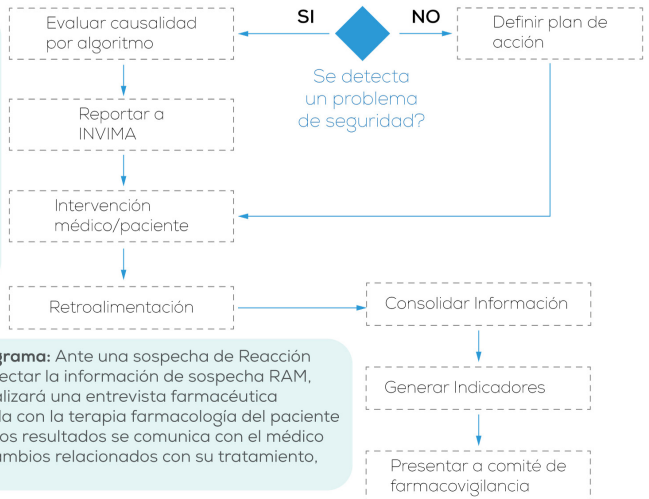 Evaluar causalidad
por algoritmo
SI
NO
Definir plan de
acción
Se detecta
un problema
de seguridad?
Reportar a
INVIMA
Intervención
médico/paciente
Retroalimentación
Consolidar Información
Generar Indicadores
Presentar a comité de
farmacovigilancia
grama: Ante una sospecha de Reacción
ectar la información de sospecha RAM,
alizará una entrevista farmacéutica
da con la terapia farmacología del paciente
os resultados se comunica con el médico
ambios relacionados con su tratamiento,